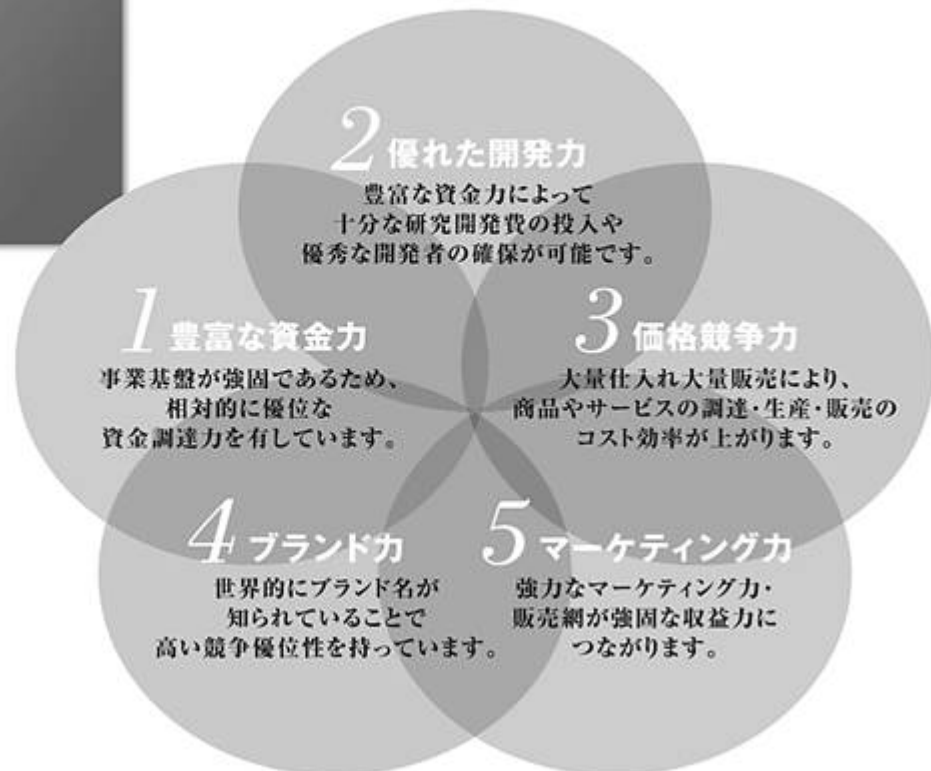 1 豊富な資金力
事業基盤が強固であるため、
相対的に優位な
資金調達力を有しています。
2 優れた開発力
豊富な資金力によって
十分な研究開発費の投入や
優秀な開発者の確保が可能です。
3 価格競争力
大量仕入れ大量販売により、
商品やサービスの調達・生産・販売の
コスト効率が上がります。
4 ブランド力
世界的にブランド名が
知られていることで
高い競争優位性を持っています。
5 マーケティング力
強力なマーケティング力・
販売網が強固な収益力に
つながります。